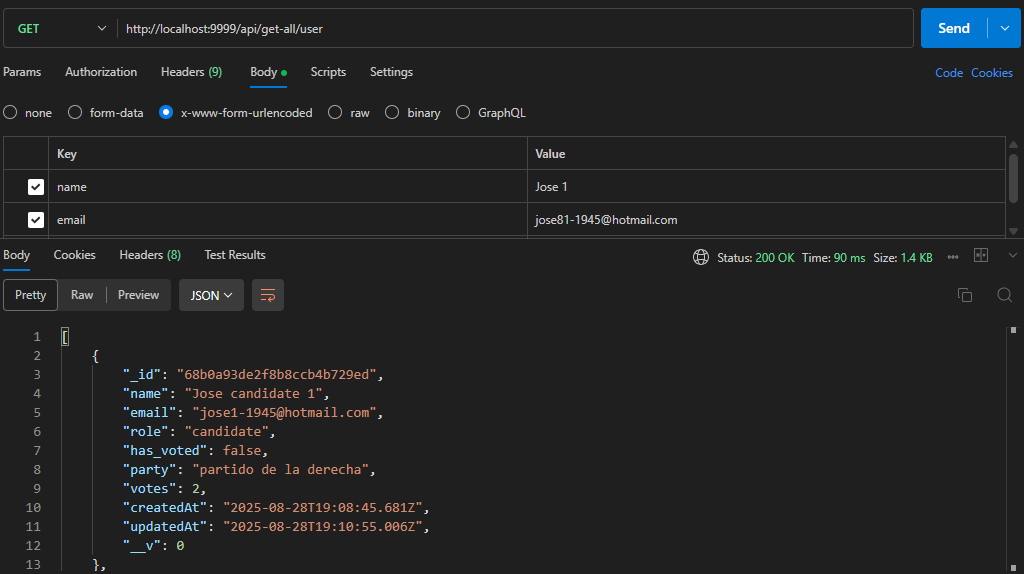 GET http://localhost:9999/api/get-all/user Send
Params Authorization Headers (9) Body Scripts Settings Code Cookies
none form-data x-www-form-urlencoded raw binary GraphQL
Key Value
name Jose 1
email jose81-1945@hotmail.com
Body Cookies Headers (8) Test Results Status: 200 OK Time: 90 ms Size: 1.4 KB
Pretty Raw Preview JSON
1 [
2 {
3 "_id": "68b0a93de2f8b8ccb4b729ed",
4 "name": "Jose candidate 1",
5 "email": "jose1-1945@hotmail.com",
6 "role": "candidate",
7 "has_voted": false,
8 "party": "partido de la derecha",
9 "votes": 2,
10 "createdAt": "2025-08-28T19:08:45.681Z",
11 "updatedAt": "2025-08-28T19:10:55.006Z",
12 "__v": 0
13 },